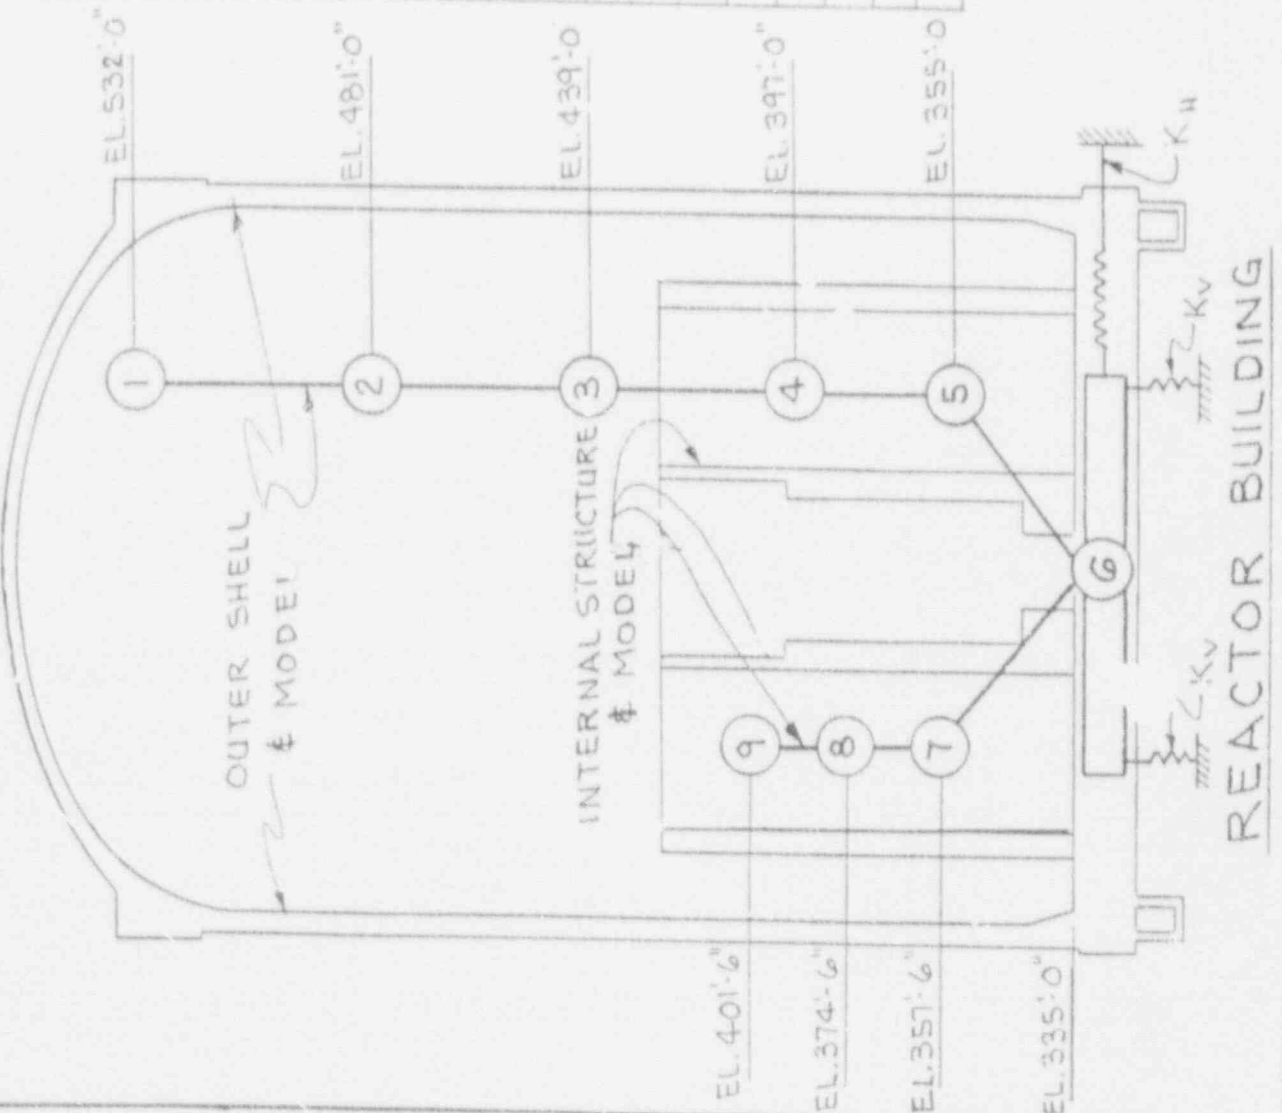 EL. 532'-0"
EL. 481'-0"
EL. 439'-0
EL. 397'-0"
EL. 355'-0
1
2
3
4
5
6
7
8
9
OUTER SHELL
& MODEL
INTERNAL STRUCTURE
& MODEL
EL. 401'-6"
EL. 374'-6"
EL. 357'-6"
EL. 335'-0"
KH
KV
KV
REACTOR BUILDING